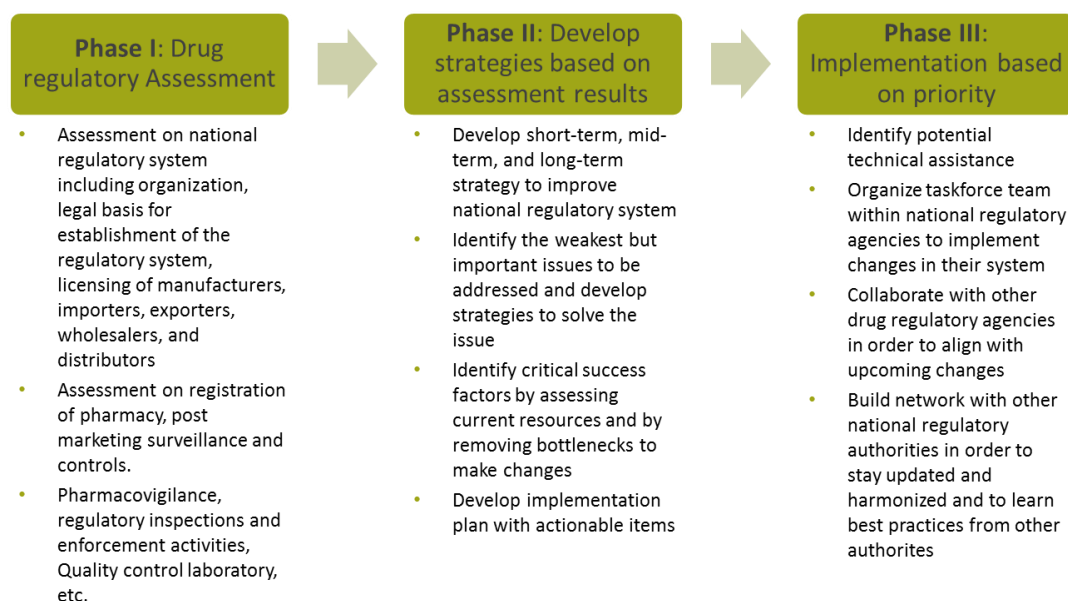 Phase I: Drug
regulatory Assessment
• Assessment on national
regulatory system
including organization,
legal basis for
establishment of the
regulatory system,
licensing of manufacturers,
importers, exporters,
wholesalers, and
distributors
• Assessment on registration
of pharmacy, post
marketing surveillance and
controls.
• Pharmacovigilance,
regulatory inspections and
enforcement activities,
Quality control laboratory,
etc.
Phase II: Develop
strategies based on
assessment results
• Develop short-term, mid-
term, and long-term
strategy to improve
national regulatory system
• Identify the weakest but
important issues to be
addressed and develop
strategies to solve the
issue
• Identify critical success
factors by assessing
current resources and by
removing bottlenecks to
make changes
• Develop implementation
plan with actionable items
Phase III:
Implementation based
on priority
• Identify potential
technical assistance
• Organize taskforce team
within national regulatory
agencies to implement
changes in their system
• Collaborate with other
drug regulatory agencies
in order to align with
upcoming changes
• Build network with other
national regulatory
authorities in order to
stay updated and
harmonized and to learn
best practices from other
authorites